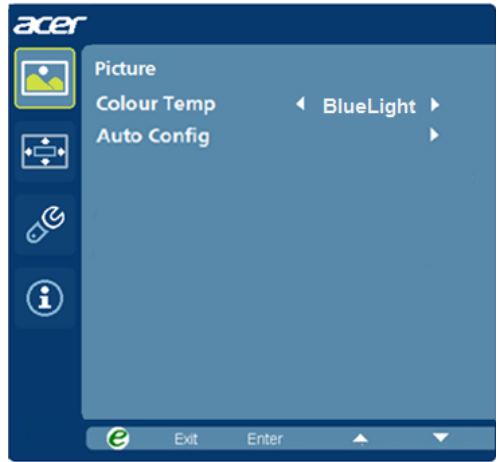 acer
Picture
Colour Temp BlueLight
Auto Config
e Exit Enter